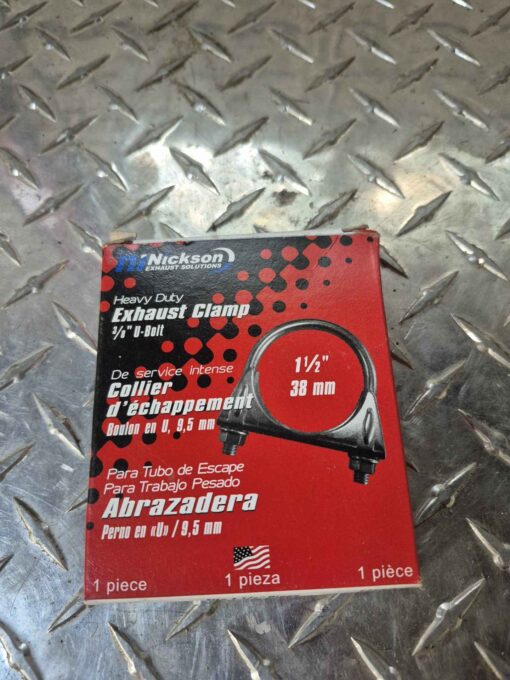 Nickson
EXHAUST SOLUTIONS
Heavy Duty
Exhaust Clamp
3/8" U-Bolt
1 1/2"
38 mm
De service intense
Collier
d'échappement
Boulon en U, 9,5 mm
Para Tubo de Escape
Para Trabajo Pesado
Abrazadera
Perno en «U» / 9,5 mm
1 piece
1 pieza
1 pièce